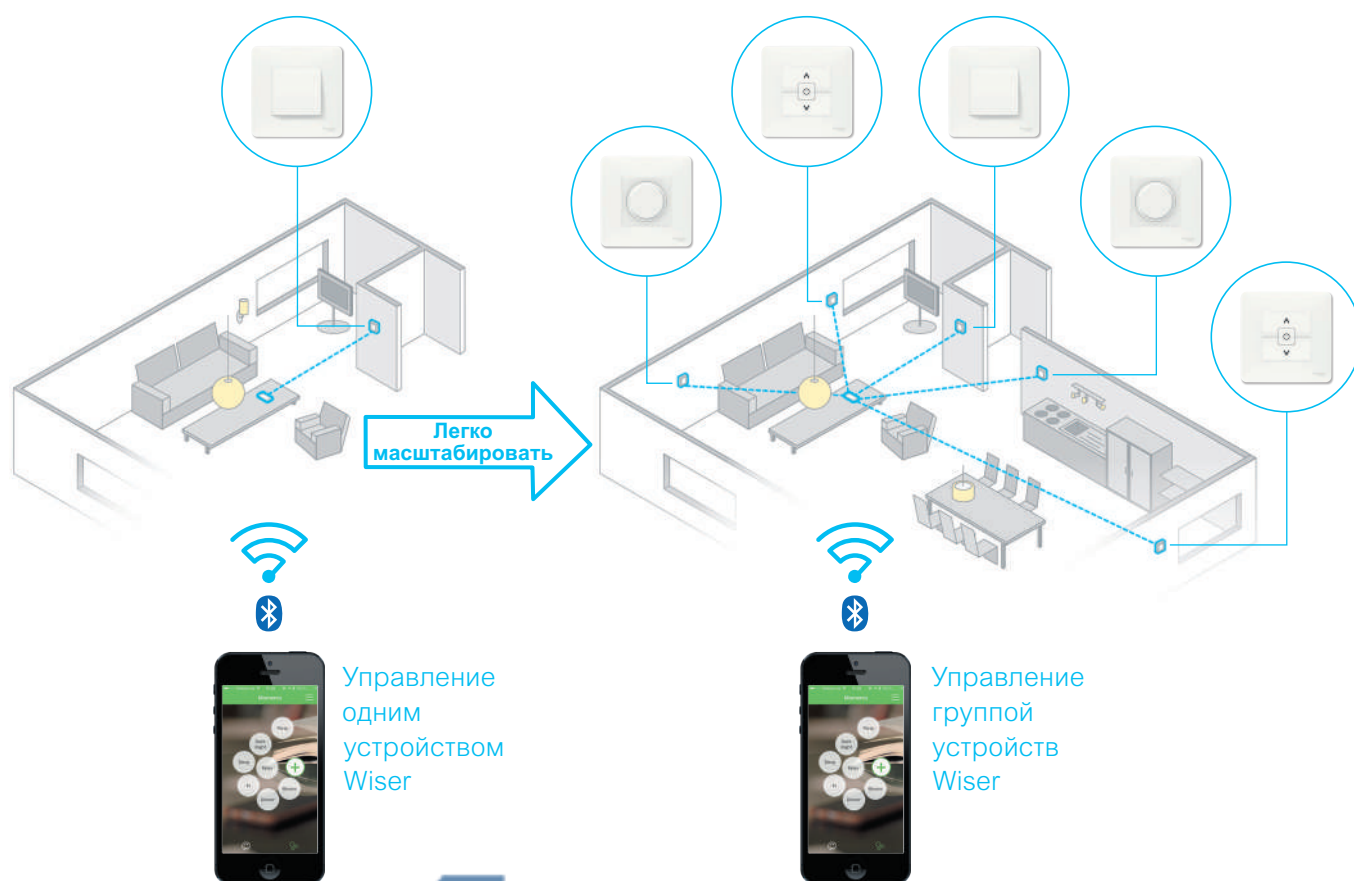 Легко
масштабировать
Управление
одним
устройством
Wiser
Управление
группой
устройств
Wiser